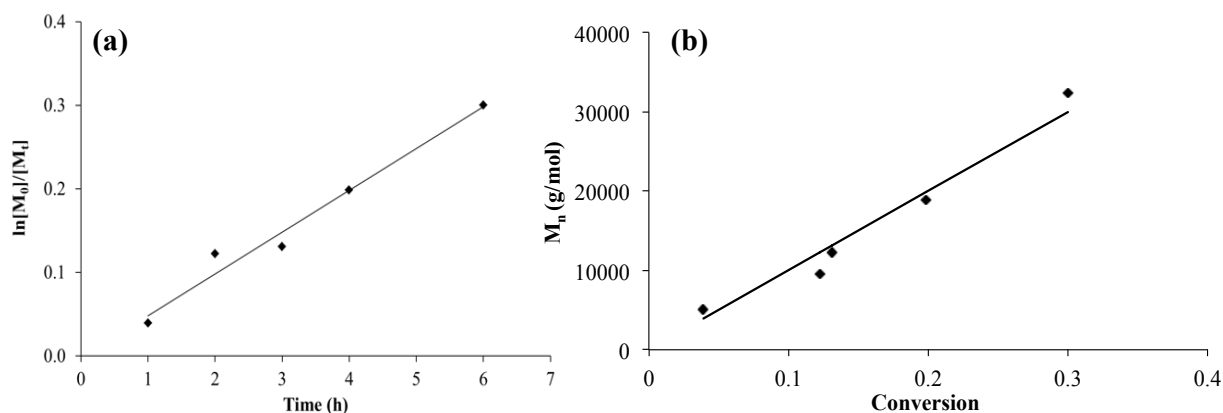 (a)
0.4
0.3
0.2
0.1
0.0
ln[M₀]/[Mₜ]
0 1 2 3 4 5 6 7
Time (h)
(b)
40000
30000
20000
10000
0
Mₙ (g/mol)
0 0.1 0.2 0.3 0.4
Conversion